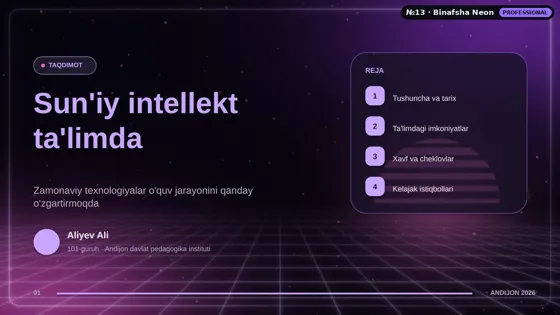 №13 · Binafsha Neon PROFESSIONAL
TAQDIMOT
Sun'iy intellekt
ta'limda
Zamonaviy texnologiyalar o'quv jarayonini qanday
o'zgartirmoqda
Aliyev Ali
101-guruh · Andijon davlat pedagogika instituti
REJA
1 Tushuncha va tarix
2 Ta'limdagi imkoniyatlar
3 Xavf va cheklovlar
4 Kelajak istiqbollari
01
ANDIJON 2026